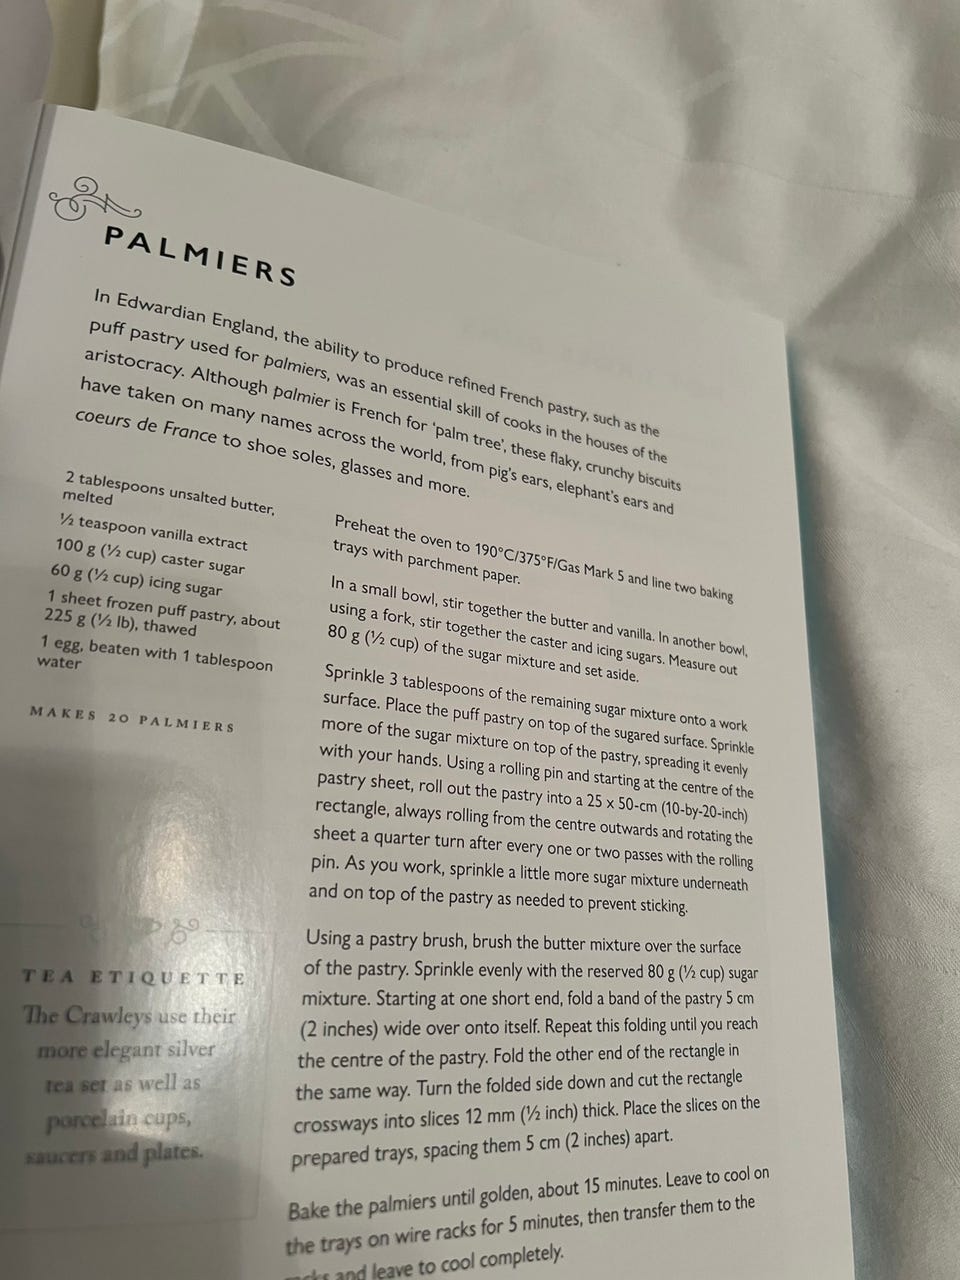 PALMIERS
In Edwardian England, the ability to produce refined French pastry, such as the
puff pastry used for palmiers, was an essential skill of cooks in the houses of the
aristocracy. Although palmier is French for ‘palm tree’, these flaky, crunchy biscuits
have taken on many names across the world, from pig’s ears, elephant’s ears and
coeurs de France to shoe soles, glasses and more.
2 tablespoons unsalted butter,
melted
½ teaspoon vanilla extract
100 g (½ cup) caster sugar
60 g (½ cup) icing sugar
1 sheet frozen puff pastry, about
225 g (½ lb), thawed
1 egg, beaten with 1 tablespoon
water
MAKES 20 PALMIERS
TEA ETIQUETTE
The Crawleys use their
more elegant silver
tea set as well as
porcelain cups,
saucers and plates.
Preheat the oven to 190°C/375°F/Gas Mark 5 and line two baking
trays with parchment paper.
In a small bowl, stir together the butter and vanilla. In another bowl,
using a fork, stir together the caster and icing sugars. Measure out
80 g (½ cup) of the sugar mixture and set aside.
Sprinkle 3 tablespoons of the remaining sugar mixture onto a work
surface. Place the puff pastry on top of the sugared surface. Sprinkle
more of the sugar mixture on top of the pastry, spreading it evenly
with your hands. Using a rolling pin and starting at the centre of the
pastry sheet, roll out the pastry into a 25 x 50-cm (10-by-20-inch)
rectangle, always rolling from the centre outwards and rotating the
sheet a quarter turn after every one or two passes with the rolling
pin. As you work, sprinkle a little more sugar mixture underneath
and on top of the pastry as needed to prevent sticking.
Using a pastry brush, brush the butter mixture over the surface
of the pastry. Sprinkle evenly with the reserved 80 g (½ cup) sugar
mixture. Starting at one short end, fold a band of the pastry 5 cm
(2 inches) wide over onto itself. Repeat this folding until you reach
the centre of the pastry. Fold the other end of the rectangle in
the same way. Turn the folded side down and cut the rectangle
crossways into slices 12 mm (½ inch) thick. Place the slices on the
prepared trays, spacing them 5 cm (2 inches) apart.
Bake the palmiers until golden, about 15 minutes. Leave to cool on
the trays on wire racks for 5 minutes, then transfer them to the
racks and leave to cool completely.